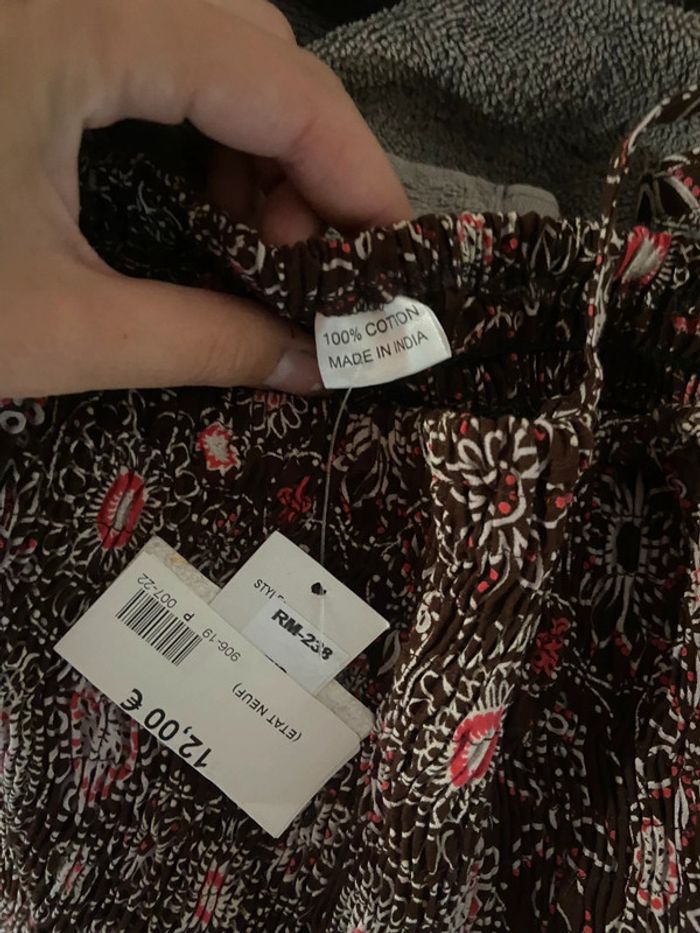 100% COTTON
MADE IN INDIA
RM-238
906-19 P 007-22
(ETAT NEUF)
12,00 €